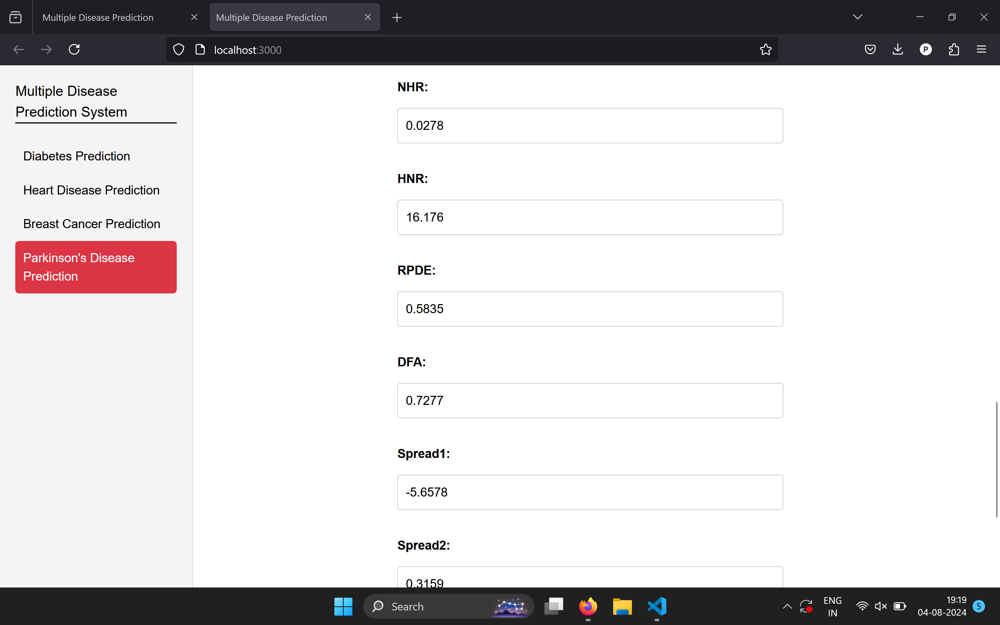 Multiple Disease Prediction
Multiple Disease Prediction
localhost:3000
P
Multiple Disease
Prediction System
Diabetes Prediction
Heart Disease Prediction
Breast Cancer Prediction
Parkinson's Disease
Prediction
NHR:
0.0278
HNR:
16.176
RPDE:
0.5835
DFA:
0.7277
Spread1:
-5.6578
Spread2:
0.3159
Search
ENG
IN
19:19
04-08-2024
5